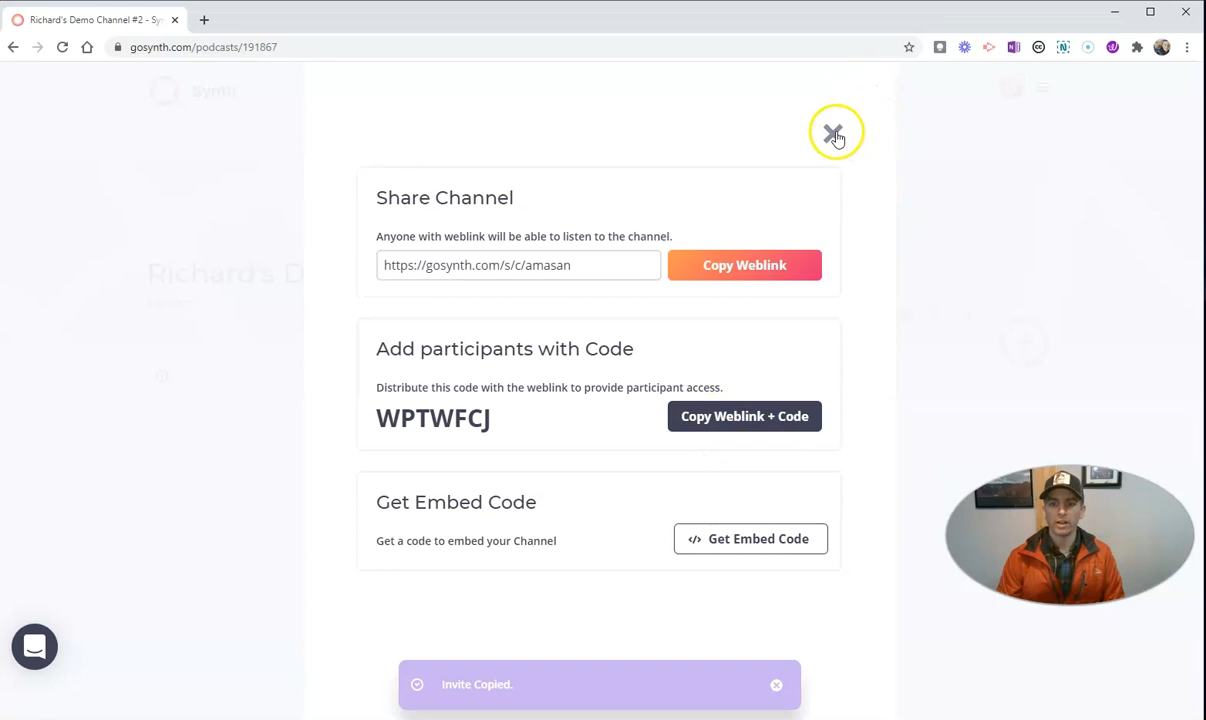 Richard's Demo Channel #2 - Sy
gosynth.com/podcasts/191867
Synth
Richard's D
Share Channel
Anyone with weblink will be able to listen to the channel.
https://gosynth.com/s/c/amasan
Copy Weblink
Add participants with Code
Distribute this code with the weblink to provide participant access.
WPTWFCJ
Copy Weblink + Code
Get Embed Code
Get a code to embed your Channel
</> Get Embed Code
Invite Copied.